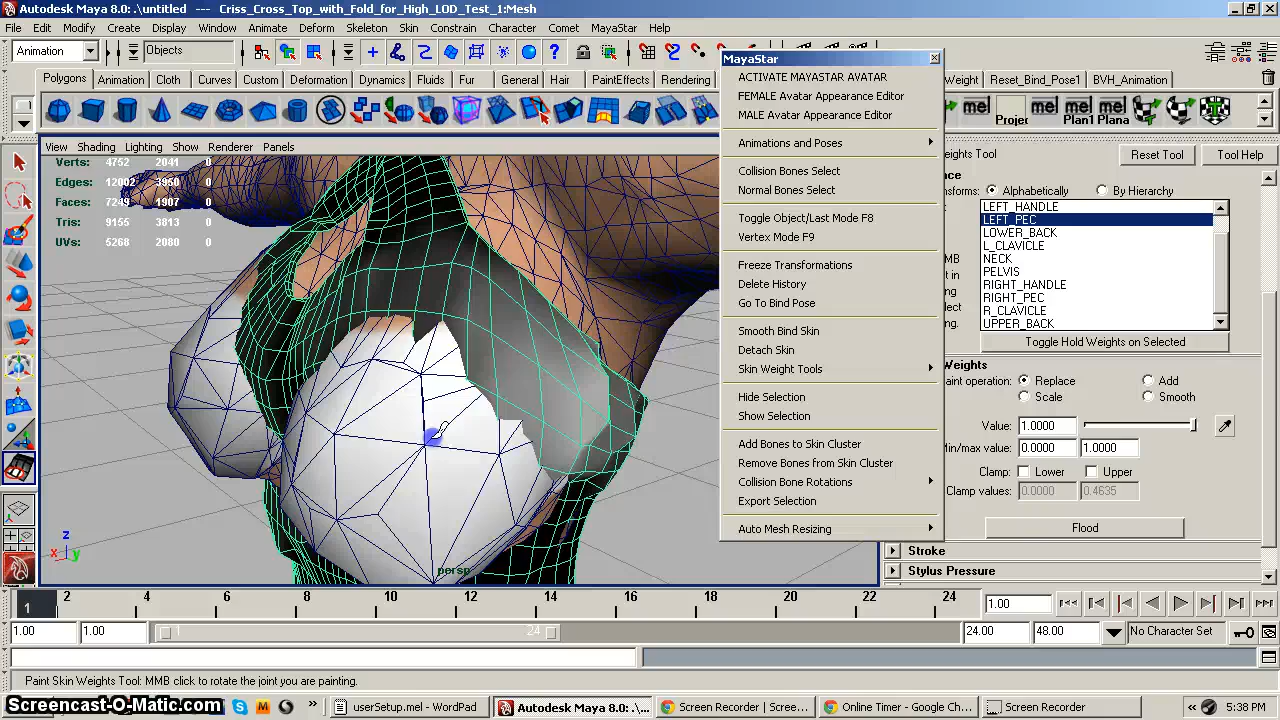 Autodesk Maya 8.0: .\untitled --- Criss_Cross_Top_with_Fold_for_High_LOD_Test_1:Mesh
File Edit Modify Create Display Window Animate Deform Skeleton Skin Constrain Character Comet MayaStar Help
Animation Objects
Polygons Animation Cloth Curves Custom Deformation Dynamics Fluids Fur General Hair PaintEffects Rendering Weight Reset_Bind_Pose1 BVH_Animation
mel Projec mel mel Plan1 mel Plana
MayaStar
ACTIVATE MAYASTAR AVATAR
FEMALE Avatar Appearance Editor
MALE Avatar Appearance Editor
Animations and Poses
Collision Bones Select
Normal Bones Select
Toggle Object/Last Mode F8
Vertex Mode F9
Freeze Transformations
Delete History
Go To Bind Pose
Smooth Bind Skin
Detach Skin
Skin Weight Tools
Hide Selection
Show Selection
Add Bones to Skin Cluster
Remove Bones from Skin Cluster
Collision Bone Rotations
Export Selection
Auto Mesh Resizing
View Shading Lighting Show Renderer Panels
Verts: 4752 2041 0
Edges: 12002 3950 0
Faces: 7249 1907 0
Tris: 9155 3813 0
UVs: 5268 2080 0
z
x y
persp
eights Tool Reset Tool Tool Help
ce
nsforms: Alphabetically By Hierarchy
LEFT_HANDLE
LEFT_PEC
LOWER_BACK
L_CLAVICLE
NECK
PELVIS
RIGHT_HANDLE
RIGHT_PEC
R_CLAVICLE
UPPER_BACK
MB
t in
ng
lect
ng.
Toggle Hold Weights on Selected
Weights
aint operation: Replace Add
Scale Smooth
Value: 1.0000
Min/max value: 0.0000 1.0000
Clamp: Lower Upper
Clamp values: 0.0000 0.4635
Flood
Stroke
Stylus Pressure
1 2 4 6 8 10 12 14 16 18 20 22 24 1.00
1.00 1.00 1 24 24.00 48.00 No Character Set
Paint Skin Weights Tool: MMB click to rotate the joint you are painting.
Screencast-O-Matic.com
userSetup.mel - WordPad Autodesk Maya 8.0: .\... Screen Recorder | Scree... Online Timer - Google Ch... Screen Recorder 5:38 PM